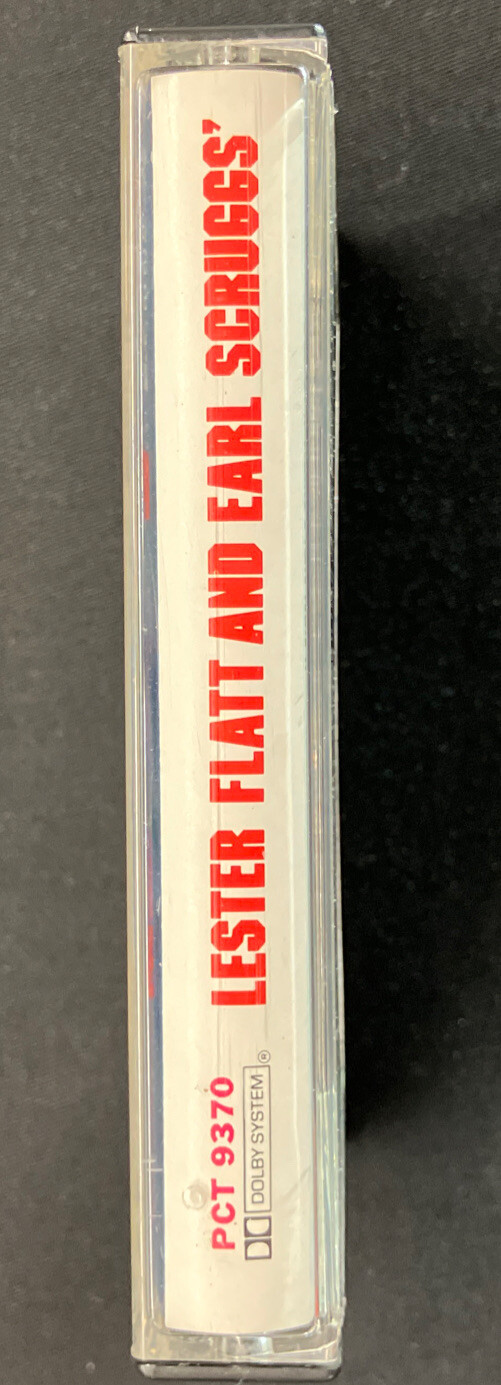 PCT 9370
DOLBY SYSTEM ®
LESTER FLATT AND EARL SCRUGGS'